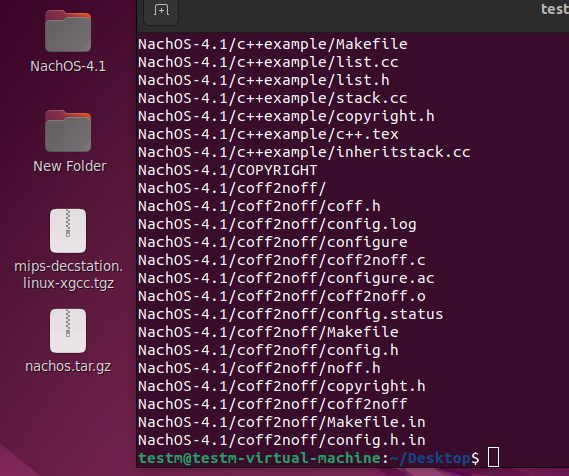 test
NachOS-4.1
New Folder
mips-decstation.
linux-xgcc.tgz
nachos.tar.gz
NachOS-4.1/c++example/Makefile
NachOS-4.1/c++example/list.cc
NachOS-4.1/c++example/list.h
NachOS-4.1/c++example/stack.cc
NachOS-4.1/c++example/copyright.h
NachOS-4.1/c++example/c++.tex
NachOS-4.1/c++example/inheritstack.cc
NachOS-4.1/COPYRIGHT
NachOS-4.1/coff2noff/
NachOS-4.1/coff2noff/coff.h
NachOS-4.1/coff2noff/config.log
NachOS-4.1/coff2noff/configure
NachOS-4.1/coff2noff/coff2noff.c
NachOS-4.1/coff2noff/configure.ac
NachOS-4.1/coff2noff/coff2noff.o
NachOS-4.1/coff2noff/config.status
NachOS-4.1/coff2noff/Makefile
NachOS-4.1/coff2noff/config.h
NachOS-4.1/coff2noff/noff.h
NachOS-4.1/coff2noff/copyright.h
NachOS-4.1/coff2noff/coff2noff
NachOS-4.1/coff2noff/Makefile.in
NachOS-4.1/coff2noff/config.h.in
testm@testm-virtual-machine:~/Desktop$